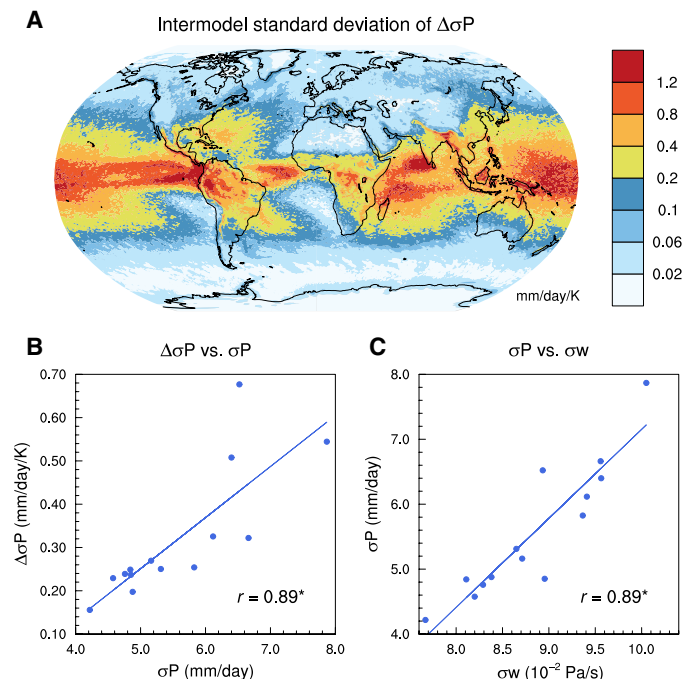 A
Intermodel standard deviation of ΔσP
1.2
0.8
0.4
0.2
0.1
0.06
0.02
mm/day/K
B
ΔσP vs. σP
0.70
0.60
0.50
0.40
0.30
0.20
0.10
ΔσP (mm/day/K)
r = 0.89*
4.0 5.0 6.0 7.0 8.0
σP (mm/day)
C
σP vs. σw
8.0
7.0
6.0
5.0
4.0
σP (mm/day)
r = 0.89*
8.0 8.5 9.0 9.5 10.0
σw (10⁻² Pa/s)